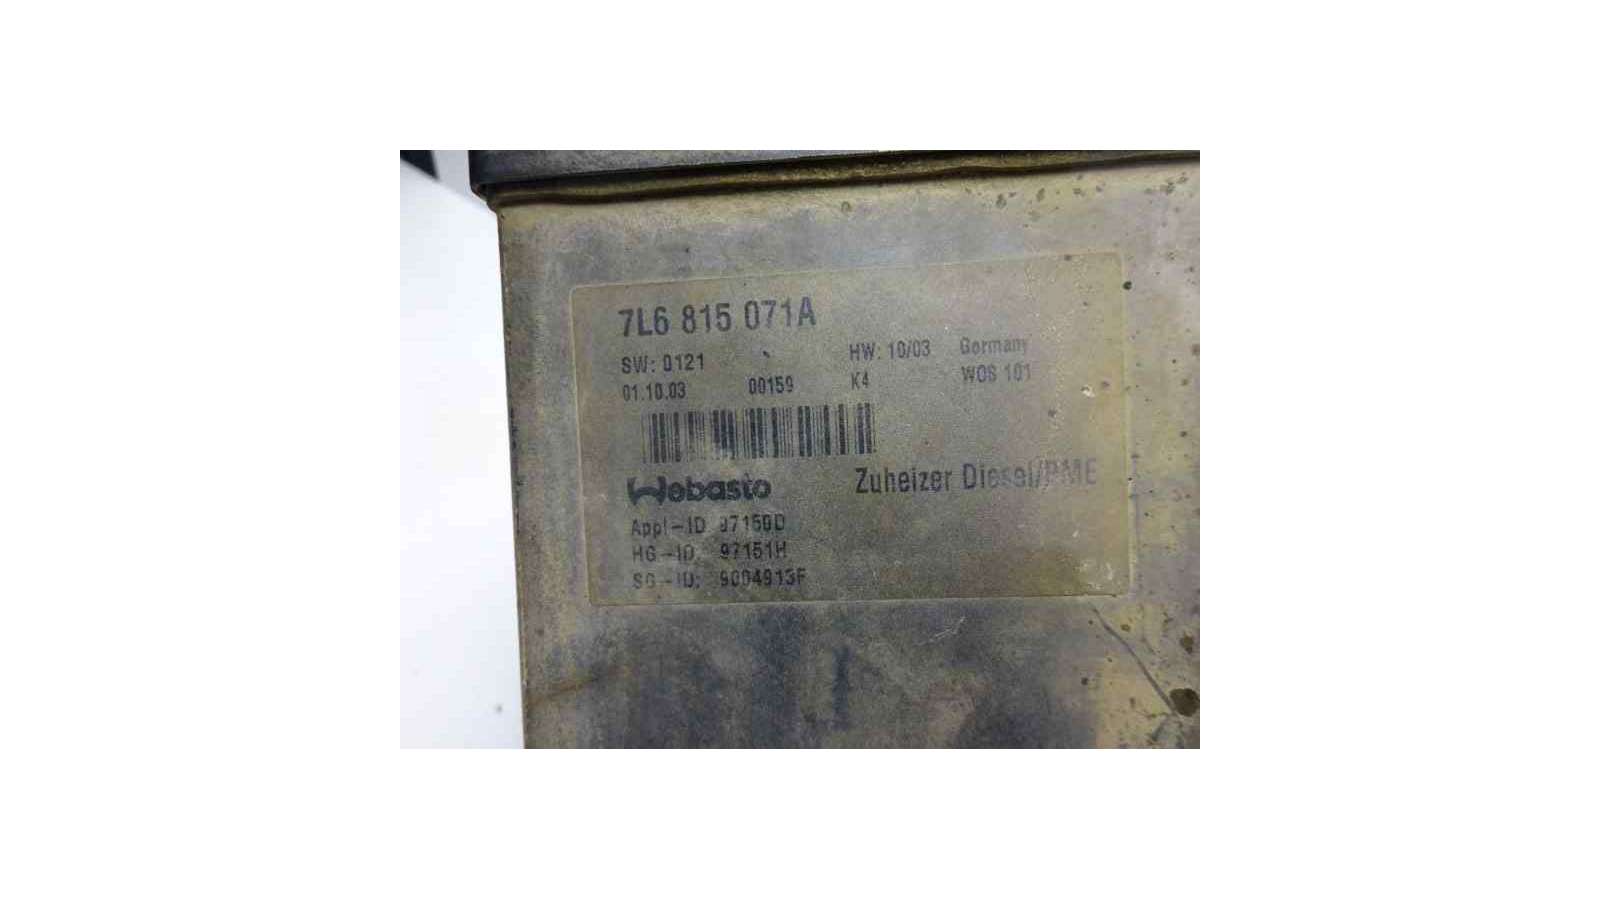 7L6 815 071A
SW: 0121 HW: 10/03 Germany
01.10.03 00159 K4 WOS 101
Webasto Zuheizer Diesel/PME
Appl-ID 97150D
HG-ID: 97151H
SG-ID: 9004913F